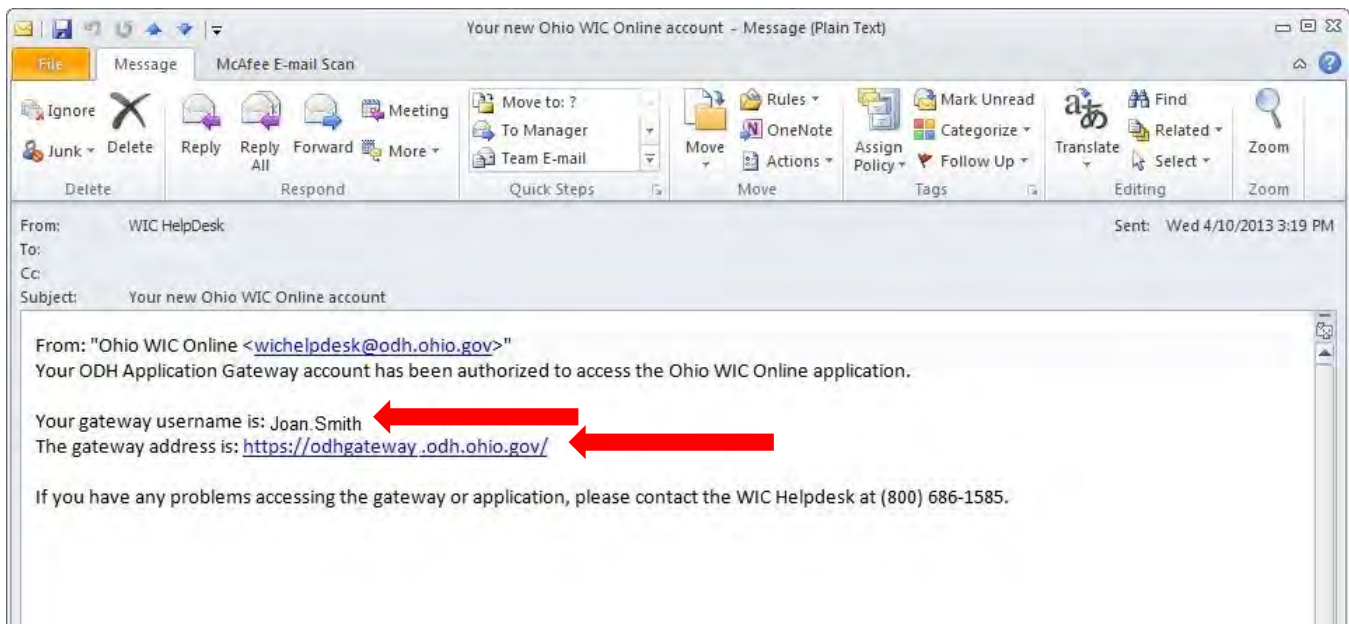 Your new Ohio WIC Online account - Message (Plain Text)
File Message McAfee E-mail Scan
Ignore
Junk
Delete
Delete
Reply
Reply All
Forward
Meeting
More
Respond
Move to: ?
To Manager
Team E-mail
Quick Steps
Move
Rules
OneNote
Actions
Move
Assign Policy
Mark Unread
Categorize
Follow Up
Tags
Translate
Find
Related
Select
Editing
Zoom
Zoom
From: WIC HelpDesk Sent: Wed 4/10/2013 3:19 PM
To:
Cc:
Subject: Your new Ohio WIC Online account
From: "Ohio WIC Online <wichelpdesk@odh.ohio.gov>"
Your ODH Application Gateway account has been authorized to access the Ohio WIC Online application.
Your gateway username is: Joan.Smith
The gateway address is: https://odhgateway .odh.ohio.gov/
If you have any problems accessing the gateway or application, please contact the WIC Helpdesk at (800) 686-1585.